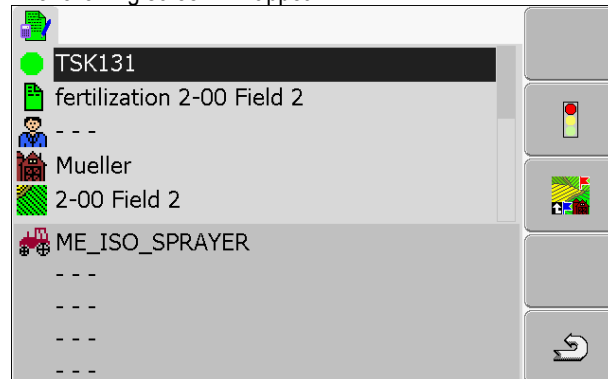 TSK131
fertilization 2-00 Field 2
- - -
Mueller
2-00 Field 2
ME_ISO_SPRAYER
- - -
- - -
- - -
- - -